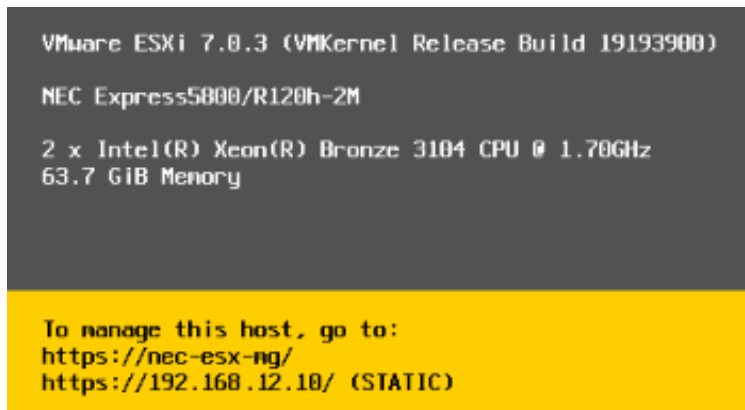 VMware ESXi 7.0.3 (VMKernel Release Build 19193900)
NEC Express5800/R120h-2M
2 x Intel(R) Xeon(R) Bronze 3104 CPU @ 1.70GHz
63.7 GiB Memory
To manage this host, go to:
https://nec-esx-mg/
https://192.168.12.10/ (STATIC)